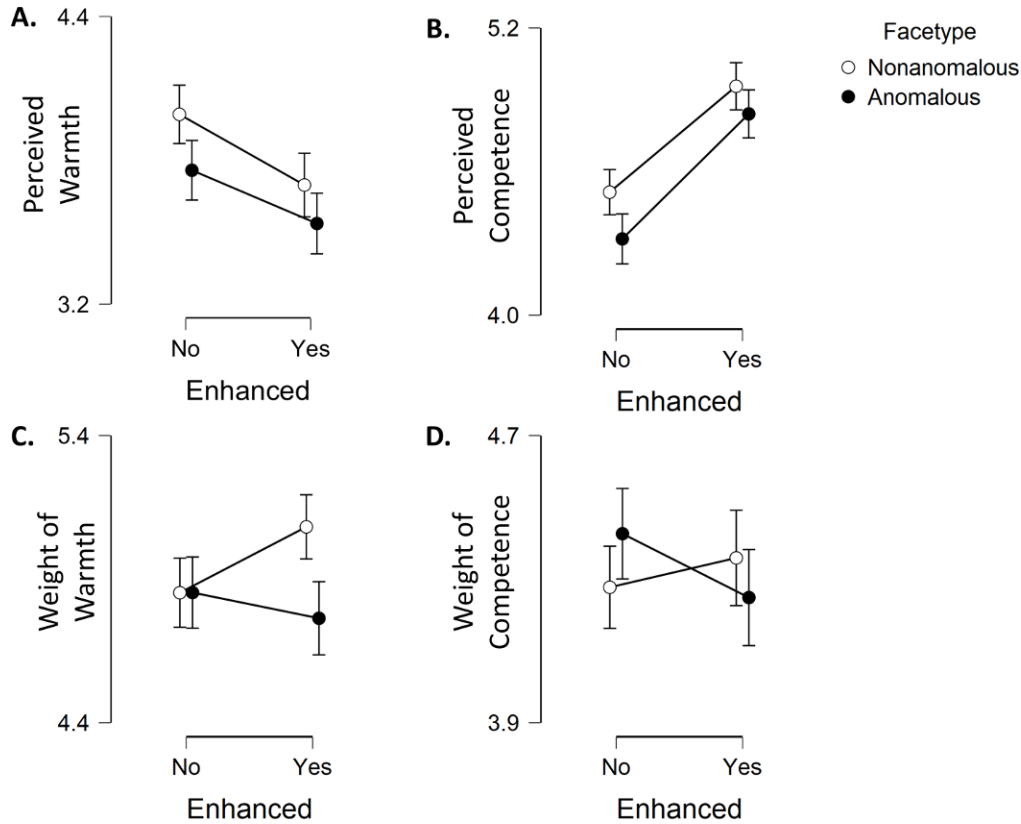 A.
4.4
Perceived
Warmth
3.2
No Yes
Enhanced
B.
5.2
Perceived
Competence
4.0
No Yes
Enhanced
Facetype
Nonanomalous
Anomalous
C.
5.4
Weight of
Warmth
4.4
No Yes
Enhanced
D.
4.7
Weight of
Competence
3.9
No Yes
Enhanced